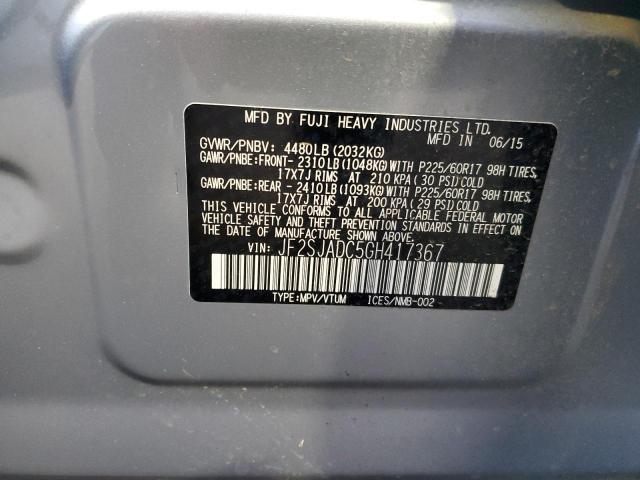 MFD BY FUJI HEAVY INDUSTRIES LTD.
MFD IN 06/15
GVWR/PNBV: 4480LB (2032KG)
GAWR/PNBE:FRONT- 2310LB (1048KG) WITH P225/60R17 98H TIRES,
17X7J RIMS AT 210 KPA (30 PSI) COLD
GAWR/PNBE:REAR - 2410LB (1093KG) WITH P225/60R17 98H TIRES,
17X7J RIMS AT 200 KPA (29 PSI) COLD
THIS VEHICLE CONFORMS TO ALL APPLICABLE FEDERAL MOTOR
VEHICLE SAFETY AND THEFT PREVENTION STANDARDS IN EFFECT ON
THE DATE OF MANUFACTURE SHOWN ABOVE.
VIN: JF2SJADC5GH417367
TYPE:MPV/VTUM ICES/NMB-002